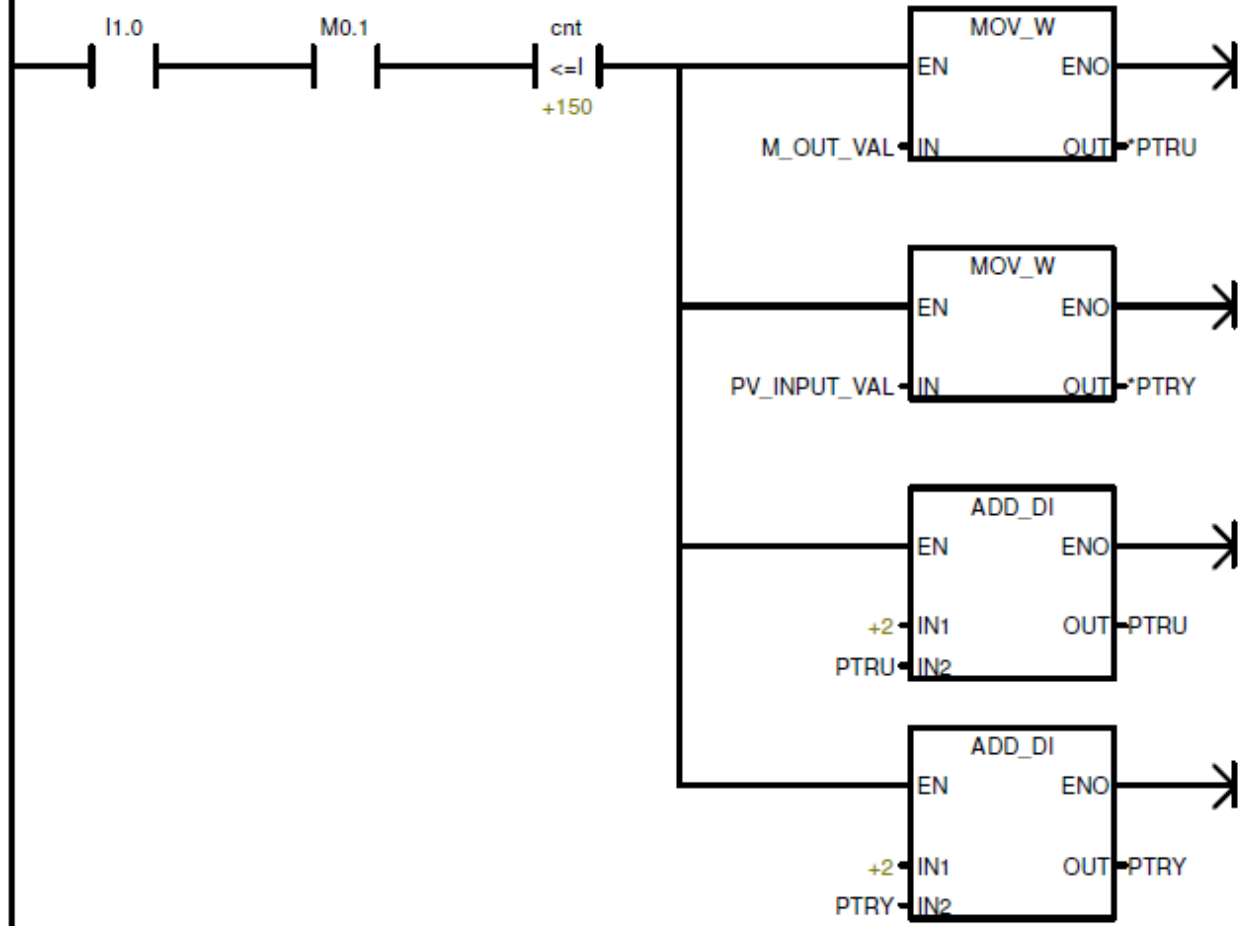 I1.0 M0.1 cnt MOV_W
<=I EN ENO
+150
M_OUT_VAL IN OUT *PTRU
MOV_W
EN ENO
PV_INPUT_VAL IN OUT *PTRY
ADD_DI
EN ENO
+2 IN1 OUT PTRU
PTRU IN2
ADD_DI
EN ENO
+2 IN1 OUT PTRY
PTRY IN2